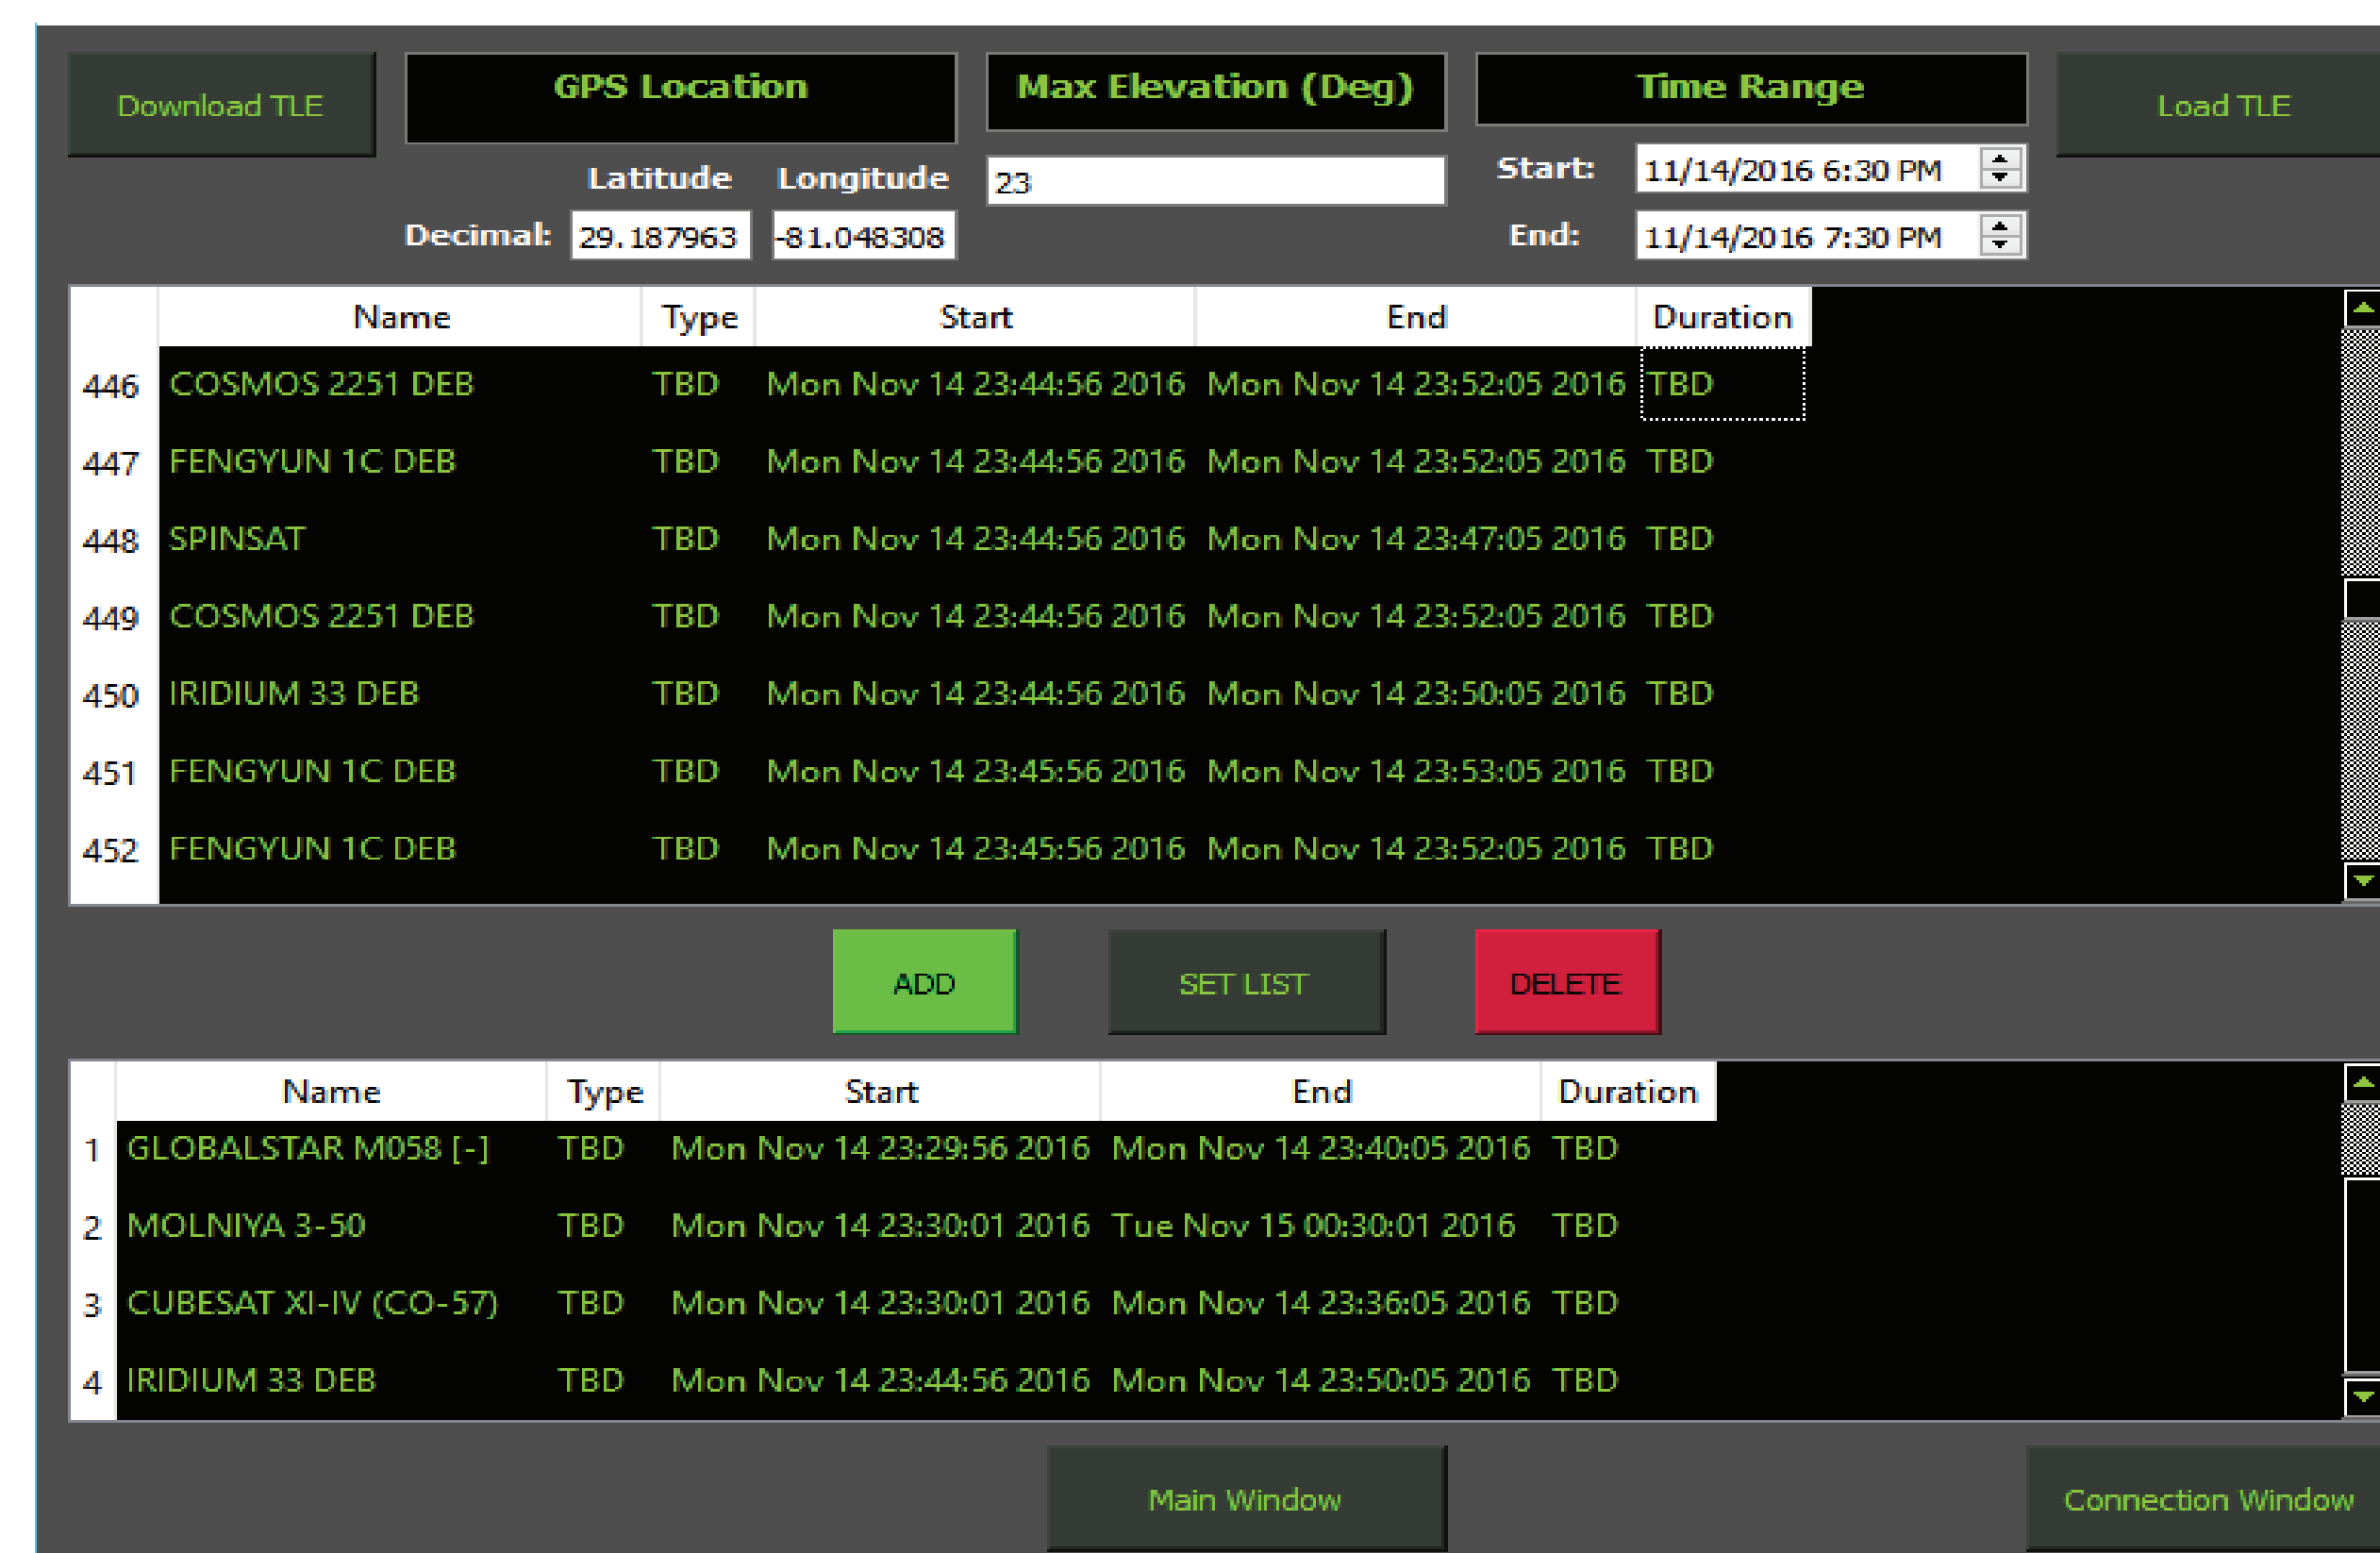 Download TLE GPS Location Max Elevation (Deg) Time Range Load TLE
Latitude Longitude 23 Start: 11/14/2016 6:30 PM
Decimal: 29.187963 -81.048308 End: 11/14/2016 7:30 PM
Name Type Start End Duration
446 COSMOS 2251 DEB TBD Mon Nov 14 23:44:56 2016 Mon Nov 14 23:52:05 2016 TBD
447 FENGYUN 1C DEB TBD Mon Nov 14 23:44:56 2016 Mon Nov 14 23:52:05 2016 TBD
448 SPINSAT TBD Mon Nov 14 23:44:56 2016 Mon Nov 14 23:47:05 2016 TBD
449 COSMOS 2251 DEB TBD Mon Nov 14 23:44:56 2016 Mon Nov 14 23:52:05 2016 TBD
450 IRIDIUM 33 DEB TBD Mon Nov 14 23:44:56 2016 Mon Nov 14 23:50:05 2016 TBD
451 FENGYUN 1C DEB TBD Mon Nov 14 23:45:56 2016 Mon Nov 14 23:53:05 2016 TBD
452 FENGYUN 1C DEB TBD Mon Nov 14 23:45:56 2016 Mon Nov 14 23:52:05 2016 TBD
ADD SET LIST DELETE
Name Type Start End Duration
1 GLOBALSTAR M058 [-] TBD Mon Nov 14 23:29:56 2016 Mon Nov 14 23:40:05 2016 TBD
2 MOLNIYA 3-50 TBD Mon Nov 14 23:30:01 2016 Tue Nov 15 00:30:01 2016 TBD
3 CUBESAT XI-IV (CO-57) TBD Mon Nov 14 23:30:01 2016 Mon Nov 14 23:36:05 2016 TBD
4 IRIDIUM 33 DEB TBD Mon Nov 14 23:44:56 2016 Mon Nov 14 23:50:05 2016 TBD
Main Window Connection Window